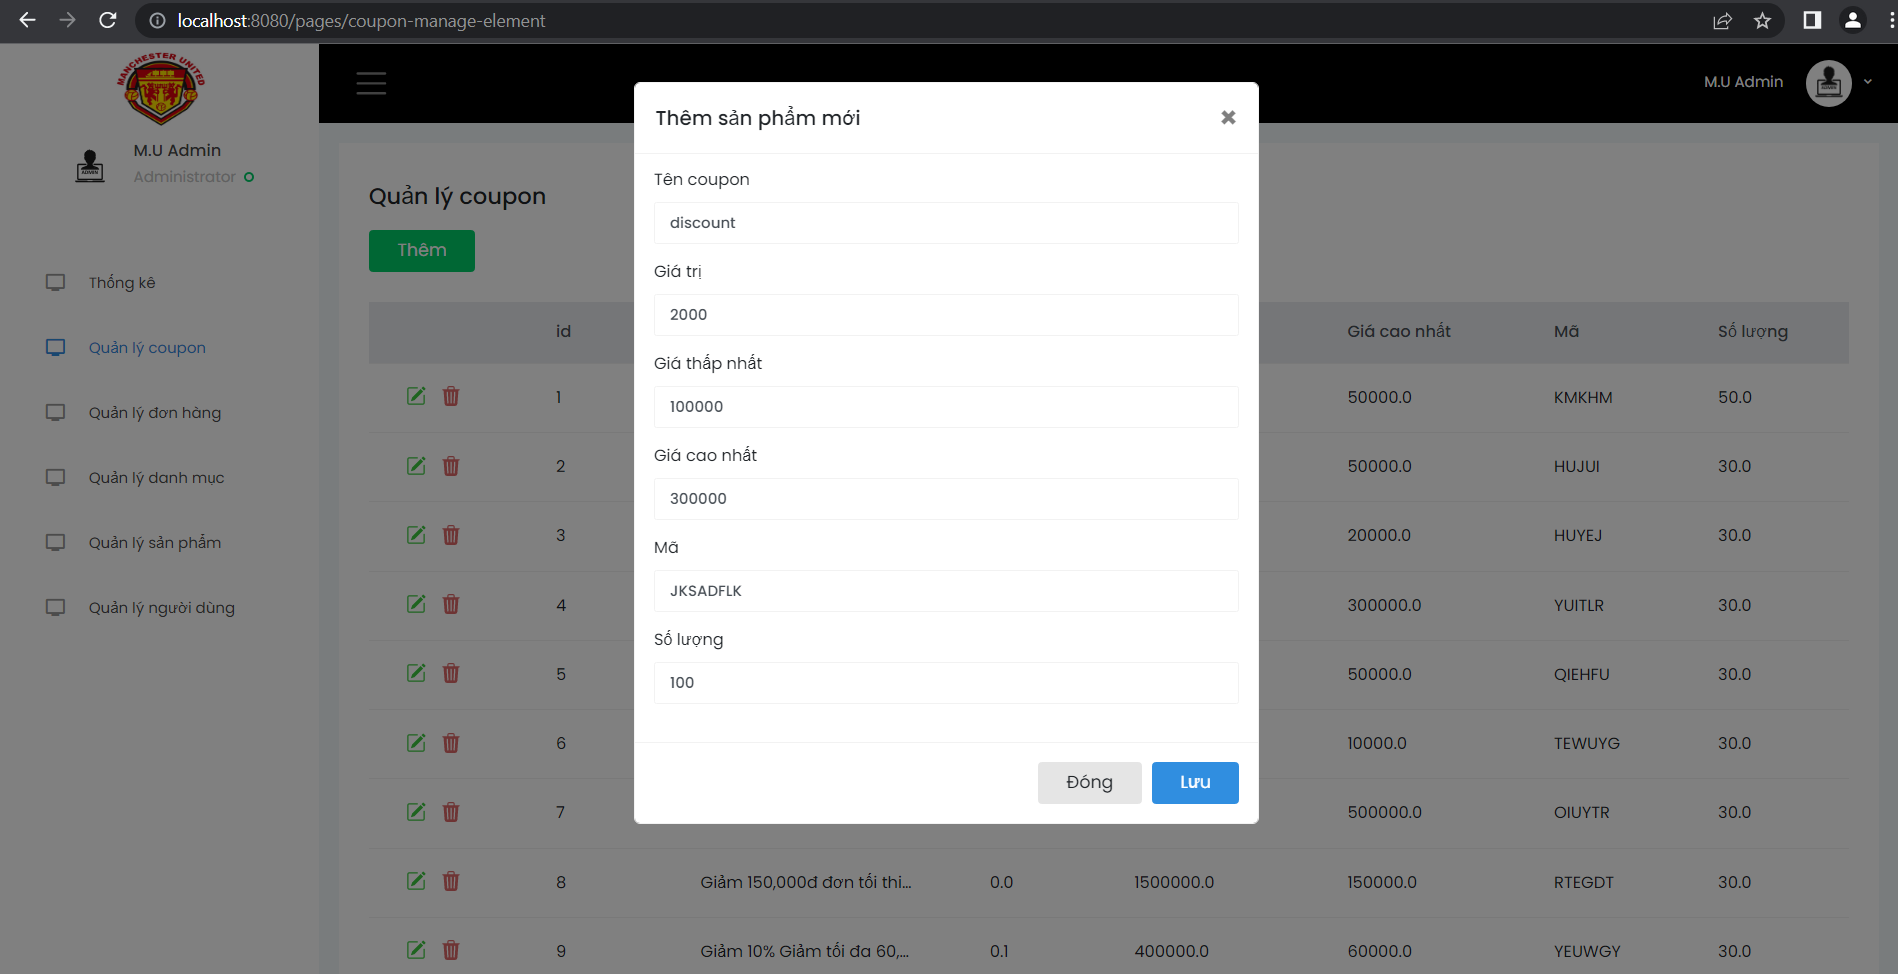 localhost:8080/pages/coupon-manage-element
MANCHESTER UNITED
M.U Admin
Administrator
Thống kê
Quản lý coupon
Quản lý đơn hàng
Quản lý danh mục
Quản lý sản phẩm
Quản lý người dùng
M.U Admin
Quản lý coupon
Thêm
Thêm sản phẩm mới
Tên coupon
discount
Giá trị
2000
Giá thấp nhất
100000
Giá cao nhất
300000
Mã
JKSADFLK
Số lượng
100
Đóng Lưu
id Giá cao nhất Mã Số lượng
1 50000.0 KMKHM 50.0
2 50000.0 HUJUI 30.0
3 20000.0 HUYEJ 30.0
4 300000.0 YUITLR 30.0
5 50000.0 QIEHFU 30.0
6 10000.0 TEWUYG 30.0
7 500000.0 OIUYTR 30.0
8 Giảm 150,000đ đơn tối thi... 0.0 1500000.0 150000.0 RTEGDT 30.0
9 Giảm 10% Giảm tối đa 60,... 0.1 400000.0 60000.0 YEUWGY 30.0